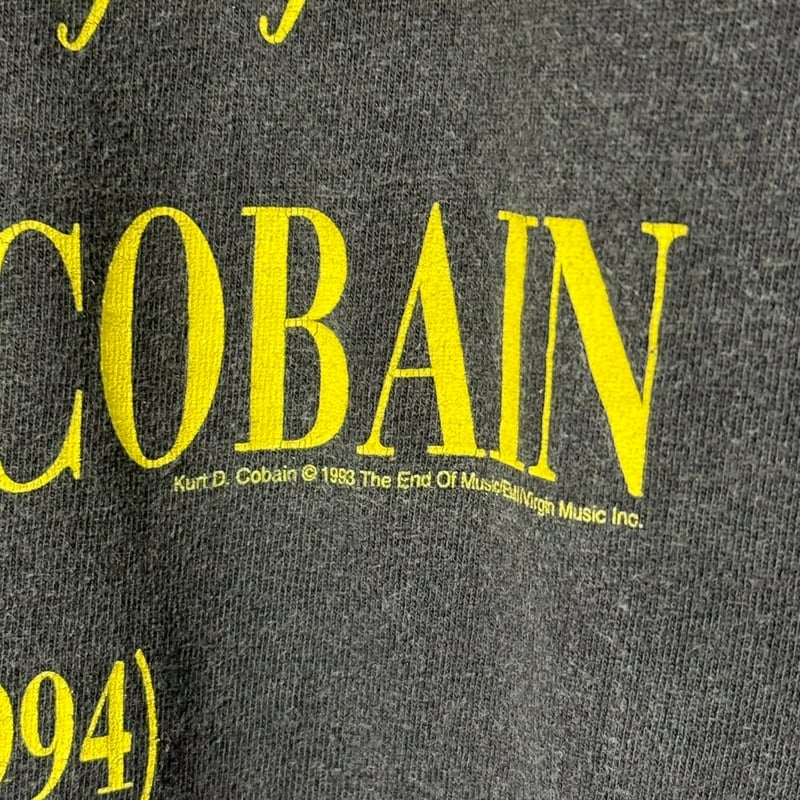 COBAIN
Kurt D. Cobain © 1993 The End Of Music/EMI/Virgin Music Inc.
994)